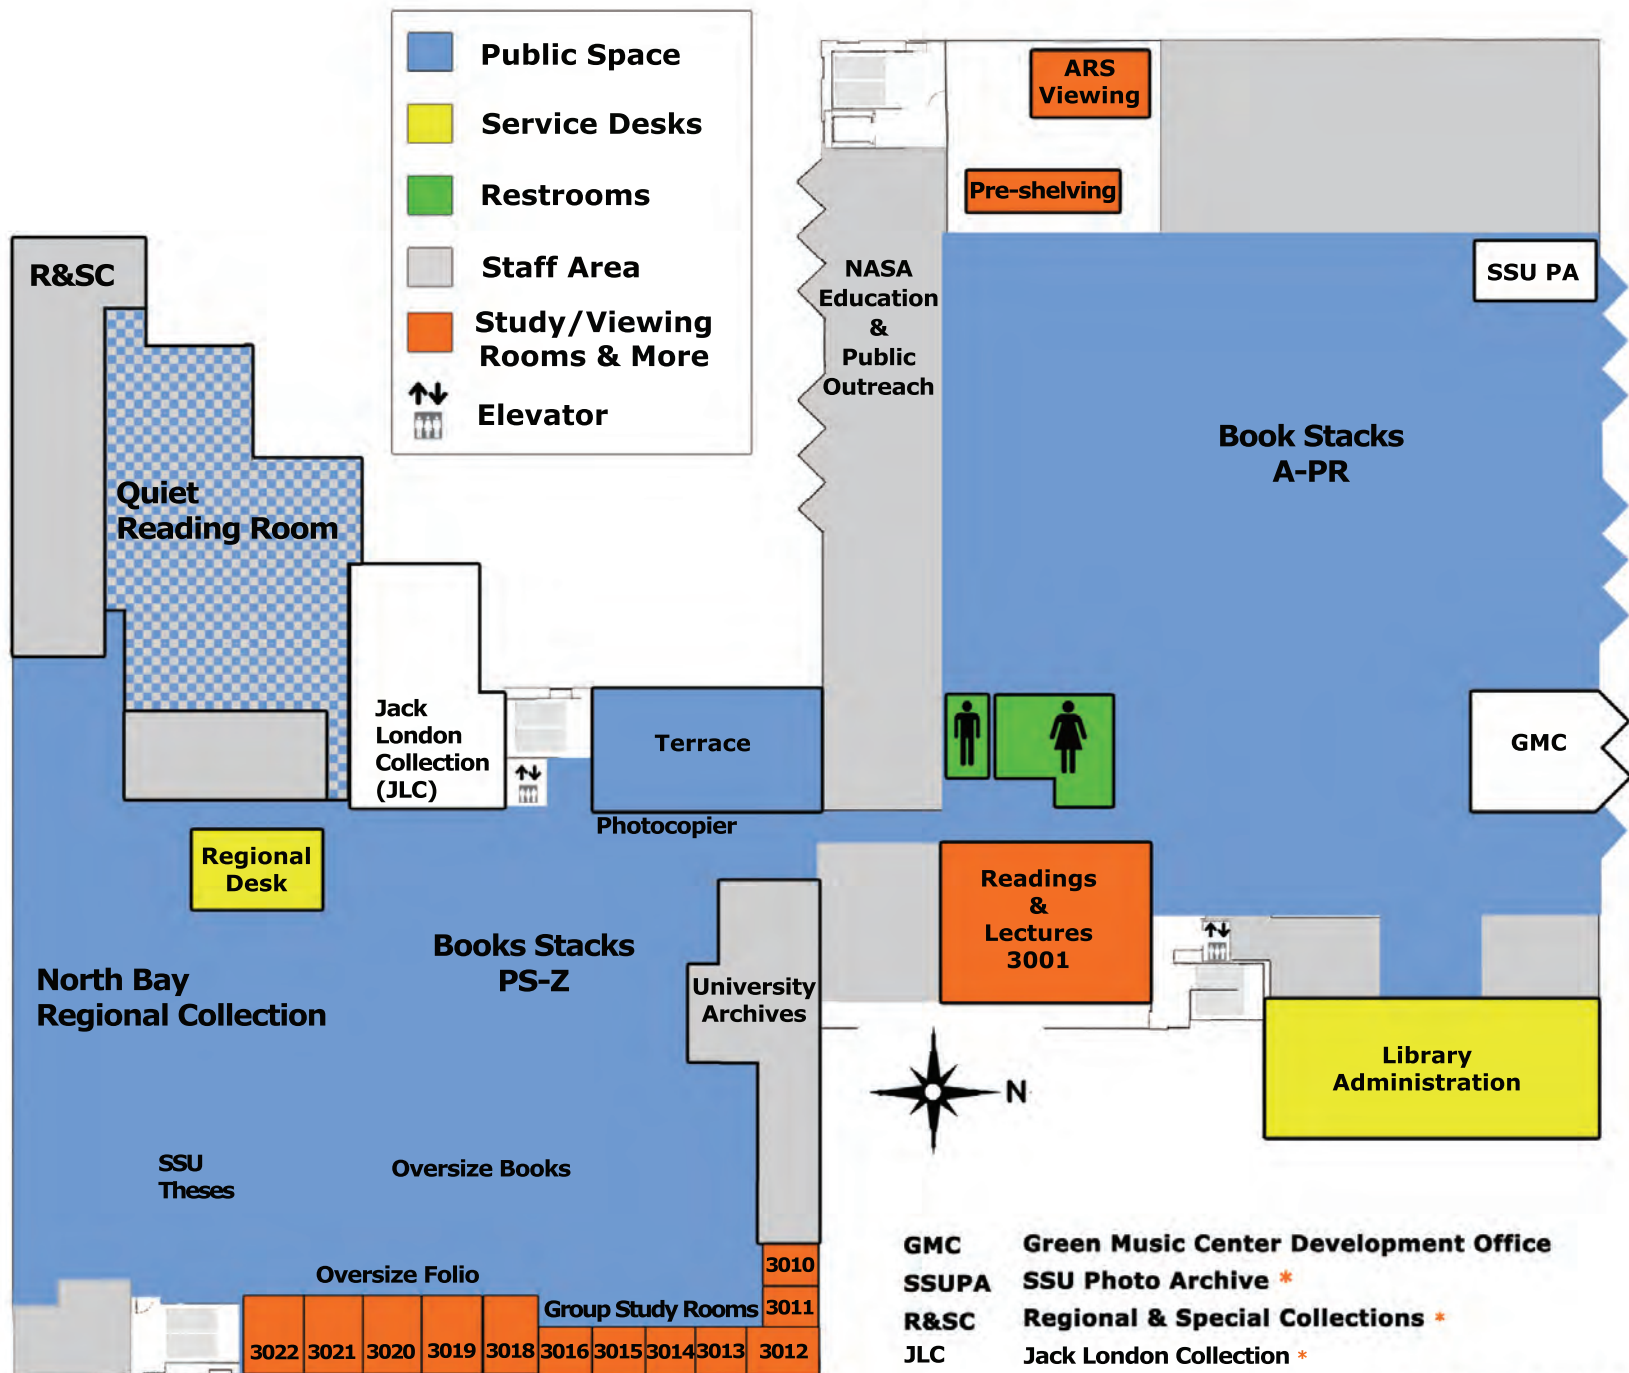 Public Space
Service Desks
Restrooms
Staff Area
Study/Viewing
Rooms & More
Elevator
ARS
Viewing
Pre-shelving
SSU PA
R&SC
NASA
Education
&
Public
Outreach
Book Stacks
A-PR
Quiet
Reading Room
Jack
London
Collection
(JLC)
Terrace
GMC
Photocopier
Regional
Desk
Readings
&
Lectures
3001
Books Stacks
PS-Z
North Bay
Regional Collection
University
Archives
Library
Administration
N
SSU
Theses
Oversize Books
Oversize Folio
Group Study Rooms
3010
3011
3022
3021
3020
3019
3018
3016
3015
3014
3013
3012
GMC Green Music Center Development Office
SSUPA SSU Photo Archive *
R&SC Regional & Special Collections *
JLC Jack London Collection *